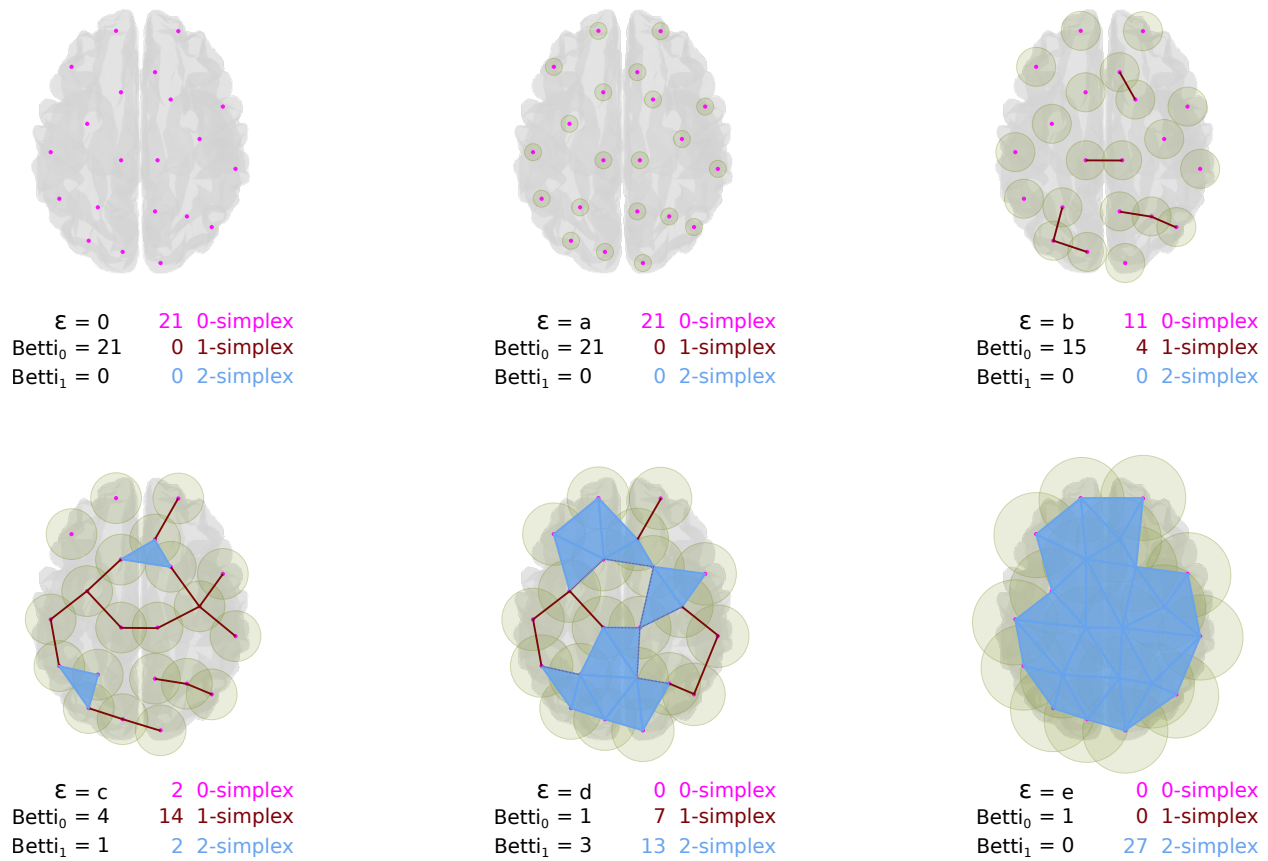 ε = 0 21 0-simplex
Betti₀ = 21 0 1-simplex
Betti₁ = 0 0 2-simplex
ε = a 21 0-simplex
Betti₀ = 21 0 1-simplex
Betti₁ = 0 0 2-simplex
ε = b 11 0-simplex
Betti₀ = 15 4 1-simplex
Betti₁ = 0 0 2-simplex
ε = c 2 0-simplex
Betti₀ = 4 14 1-simplex
Betti₁ = 1 2 2-simplex
ε = d 0 0-simplex
Betti₀ = 1 7 1-simplex
Betti₁ = 3 13 2-simplex
ε = e 0 0-simplex
Betti₀ = 1 0 1-simplex
Betti₁ = 0 27 2-simplex